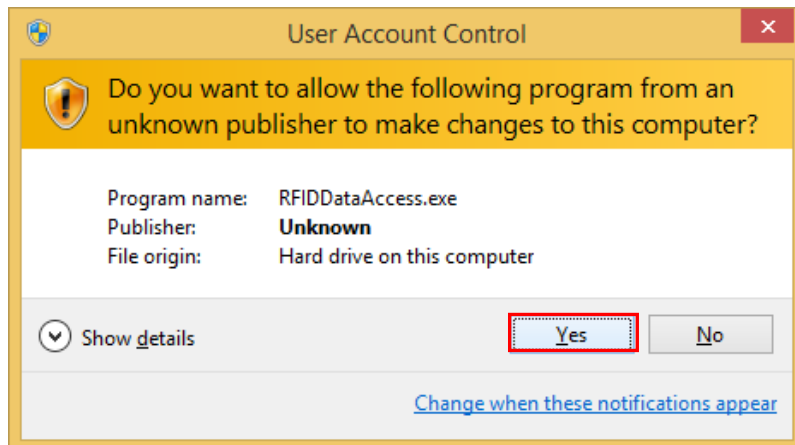 User Account Control
Do you want to allow the following program from an
unknown publisher to make changes to this computer?
Program name: RFIDDataAccess.exe
Publisher: Unknown
File origin: Hard drive on this computer
Show details Yes No
Change when these notifications appear